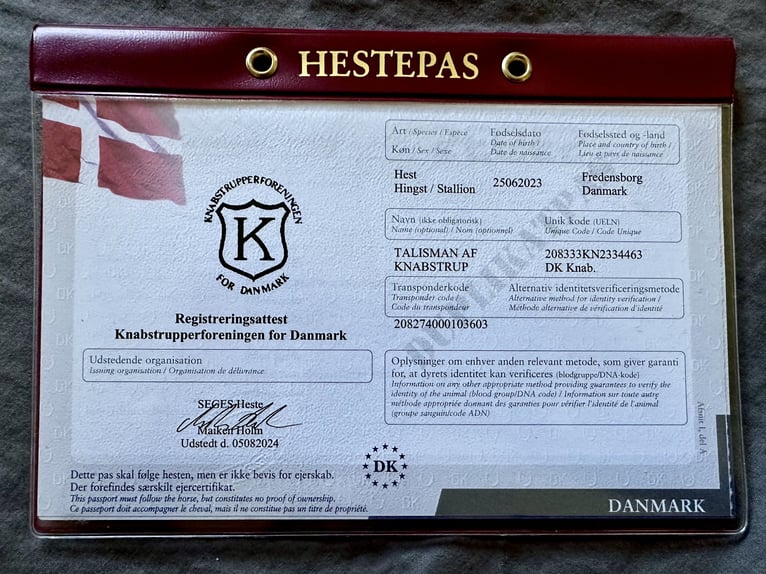 HESTEPAS
KNABSTRUPPERFORENINGEN
K
FOR DANMARK
Registreringsattest
Knabstrupperforeningen for Danmark
Udstedende organisation
Issuing organisation / Organisation de délivrance
SEGES Heste
Maiken Holm
Udstedt d. 05082024
Art / Species / Espèce
Køn / Sex / Sexe
Fødselsdato
Date of birth /
Date de naissance
Fødselssted og -land
Place and country of birth /
Lieu et pays de naissance
Hest
Hingst / Stallion
25062023
Fredensborg
Danmark
Navn (ikke obligatorisk)
Name (optional) / Nom (optionnel)
Unik kode (UELN)
Unique Code / Code Unique
TALISMAN AF
KNABSTRUP
208333KN2334463
DK Knab.
Transponderkode
Transponder code /
Code du transpondeur
Alternativ identitetsverificeringsmetode
Alternative method for identity verification /
Méthode alternative de vérification d'identité
208274000103603
DUPLIKATPAS
Oplysninger om enhver anden relevant metode, som giver garanti
for, at dyrets identitet kan verificeres (blodgruppe/DNA-kode)
Information on any other appropriate method providing guarantees to verify the
identity of the animal (blood group/DNA code) / Information sur toute autre
méthode appropriée donnant des garanties pour vérifier l'identité de l'animal
(groupe sanguin/code ADN)
Afsnit I, del A
Dette pas skal følge hesten, men er ikke bevis for ejerskab.
Der forefindes særskilt ejercertifikat.
This passport must follow the horse, but constitutes no proof of ownership.
Ce passeport doit accompagner le cheval, mais il ne constitue pas un titre de propriété.
DK
DANMARK